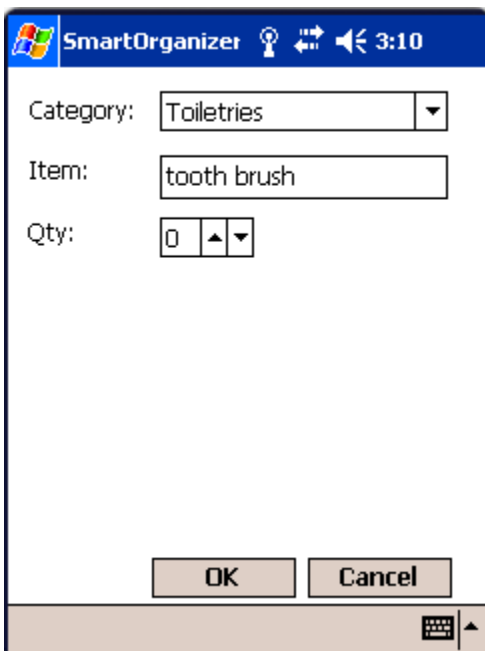 SmartOrganizer 3:10
Category: Toiletries
Item: tooth brush
Qty: 0
OK Cancel